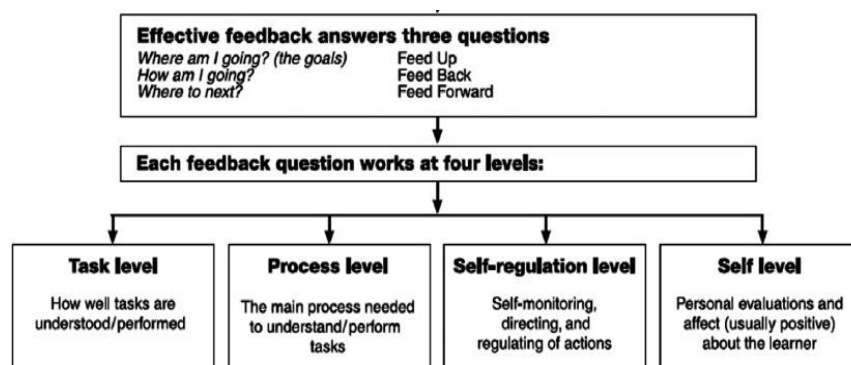 Effective feedback answers three questions
Where am I going? (the goals) Feed Up
How am I going? Feed Back
Where to next? Feed Forward
Each feedback question works at four levels:
Task level
How well tasks are
understood/performed
Process level
The main process needed
to understand/perform
tasks
Self-regulation level
Self-monitoring,
directing, and
regulating of actions
Self level
Personal evaluations and
affect (usually positive)
about the learner